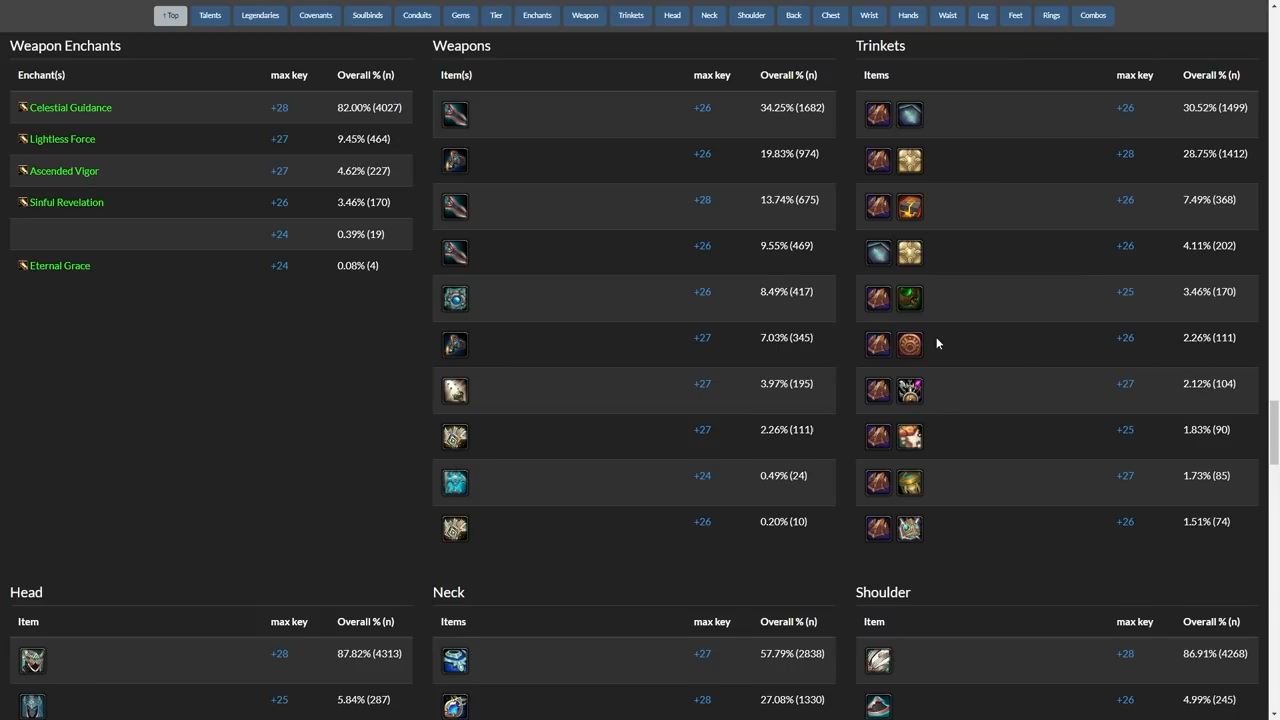 ↑ Top Talents Legendaries Covenants Soulbinds Conduits Gems Tier Enchants Weapon Trinkets Head Neck Shoulder Back Chest Wrist Hands Waist Leg Feet Rings Combos
Weapon Enchants
Enchant(s) max key Overall % (n)
Celestial Guidance +28 82.00% (4027)
Lightless Force +27 9.45% (464)
Ascended Vigor +27 4.62% (227)
Sinful Revelation +26 3.46% (170)
+24 0.39% (19)
Eternal Grace +24 0.08% (4)
Weapons
Item(s) max key Overall % (n)
+26 34.25% (1682)
+26 19.83% (974)
+28 13.74% (675)
+26 9.55% (469)
+26 8.49% (417)
+27 7.03% (345)
+27 3.97% (195)
+27 2.26% (111)
+24 0.49% (24)
+26 0.20% (10)
Trinkets
Items max key Overall % (n)
+26 30.52% (1499)
+28 28.75% (1412)
+26 7.49% (368)
+26 4.11% (202)
+25 3.46% (170)
+26 2.26% (111)
+27 2.12% (104)
+25 1.83% (90)
+27 1.73% (85)
+26 1.51% (74)
Head
Item max key Overall % (n)
+28 87.82% (4313)
+25 5.84% (287)
Neck
Items max key Overall % (n)
+27 57.79% (2838)
+28 27.08% (1330)
Shoulder
Item max key Overall % (n)
+28 86.91% (4268)
+26 4.99% (245)